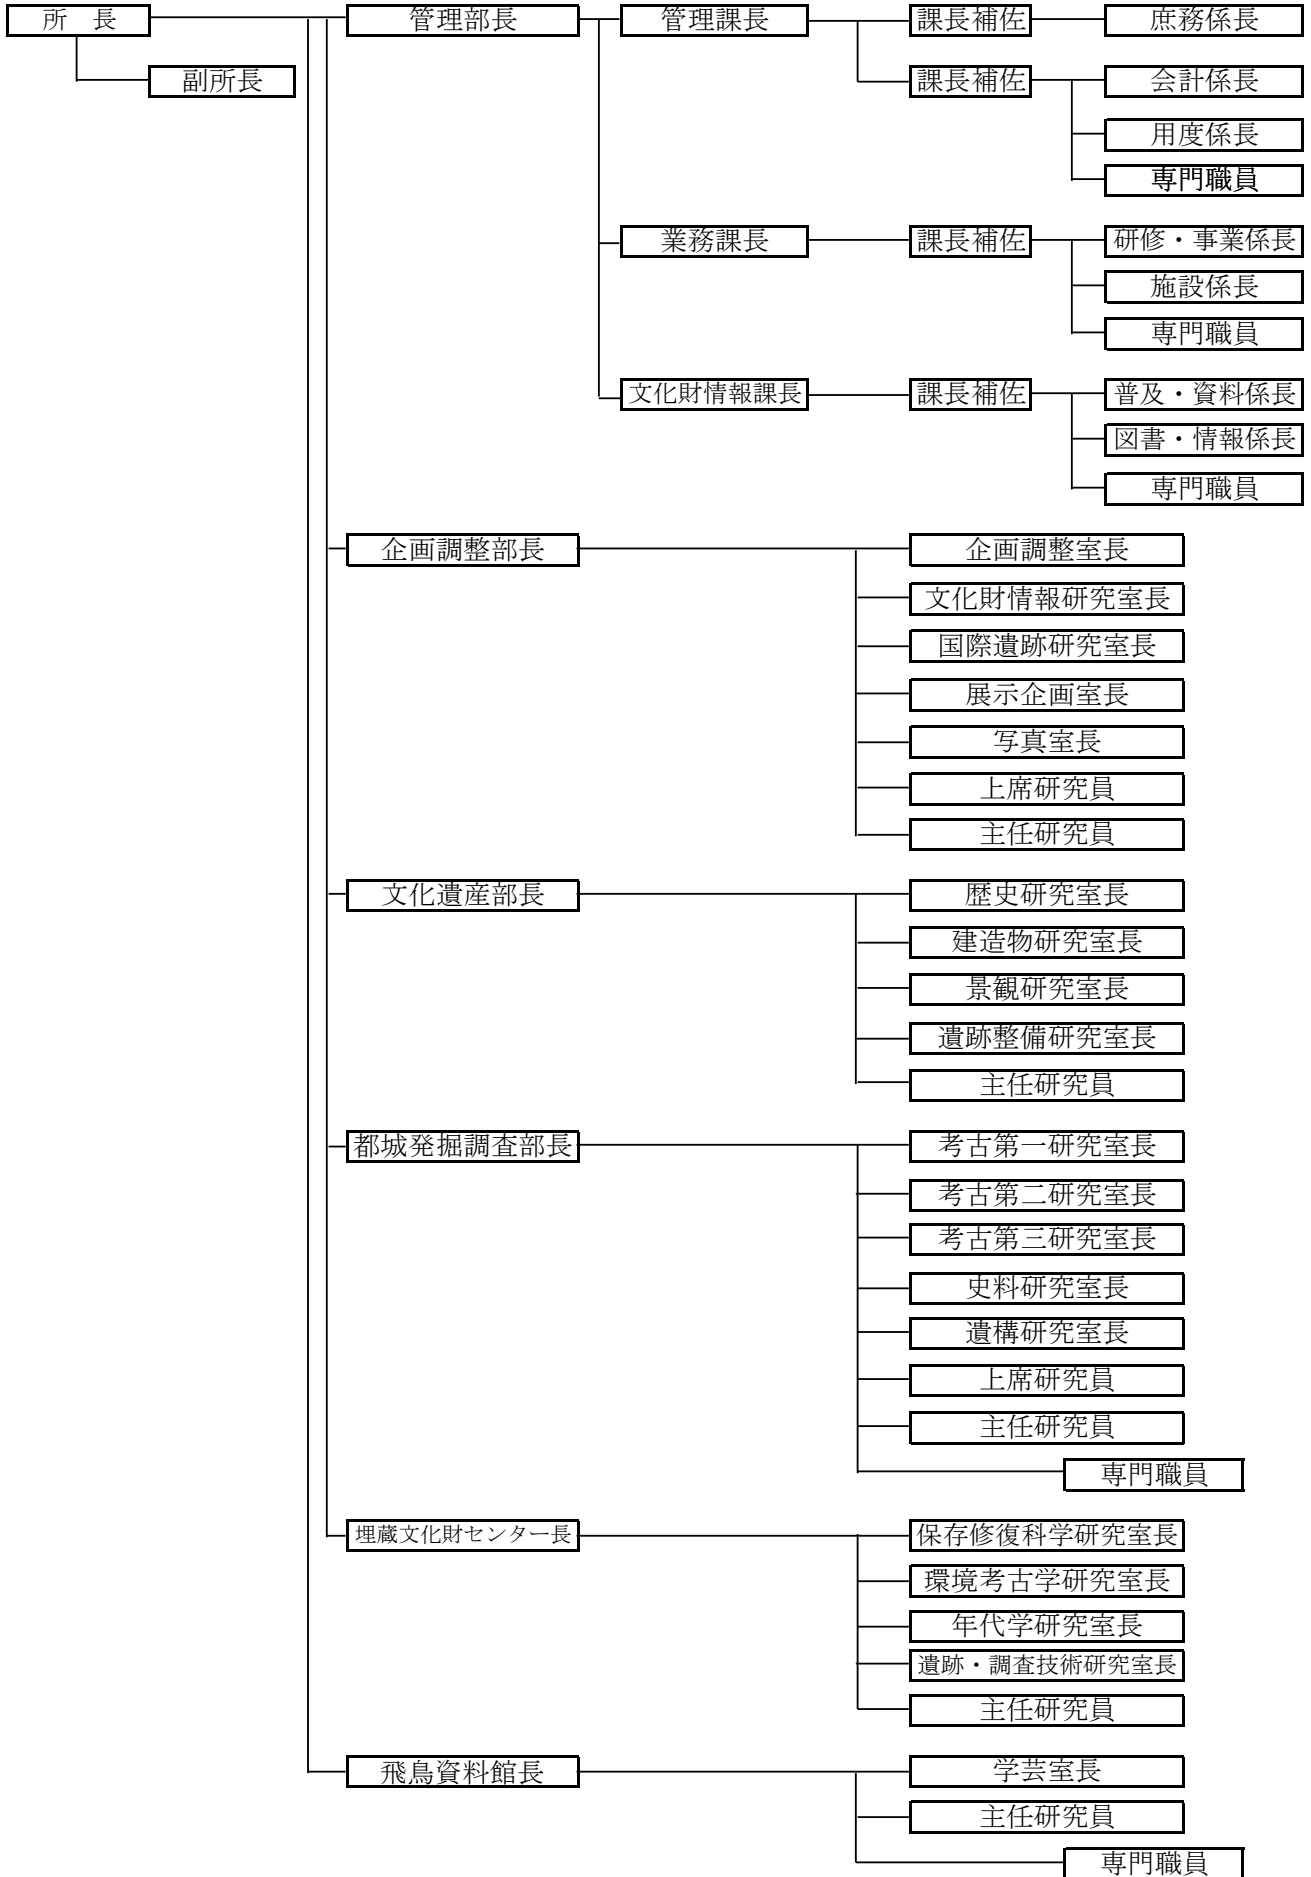 所　長
副所長
管理部長
管理課長
課長補佐
庶務係長
課長補佐
会計係長
用度係長
専門職員
業務課長
課長補佐
研修・事業係長
施設係長
専門職員
文化財情報課長
課長補佐
普及・資料係長
図書・情報係長
専門職員
企画調整部長
企画調整室長
文化財情報研究室長
国際遺跡研究室長
展示企画室長
写真室長
上席研究員
主任研究員
文化遺産部長
歴史研究室長
建造物研究室長
景観研究室長
遺跡整備研究室長
主任研究員
都城発掘調査部長
考古第一研究室長
考古第二研究室長
考古第三研究室長
史料研究室長
遺構研究室長
上席研究員
主任研究員
専門職員
埋蔵文化財センター長
保存修復科学研究室長
環境考古学研究室長
年代学研究室長
遺跡・調査技術研究室長
主任研究員
飛鳥資料館長
学芸室長
主任研究員
専門職員